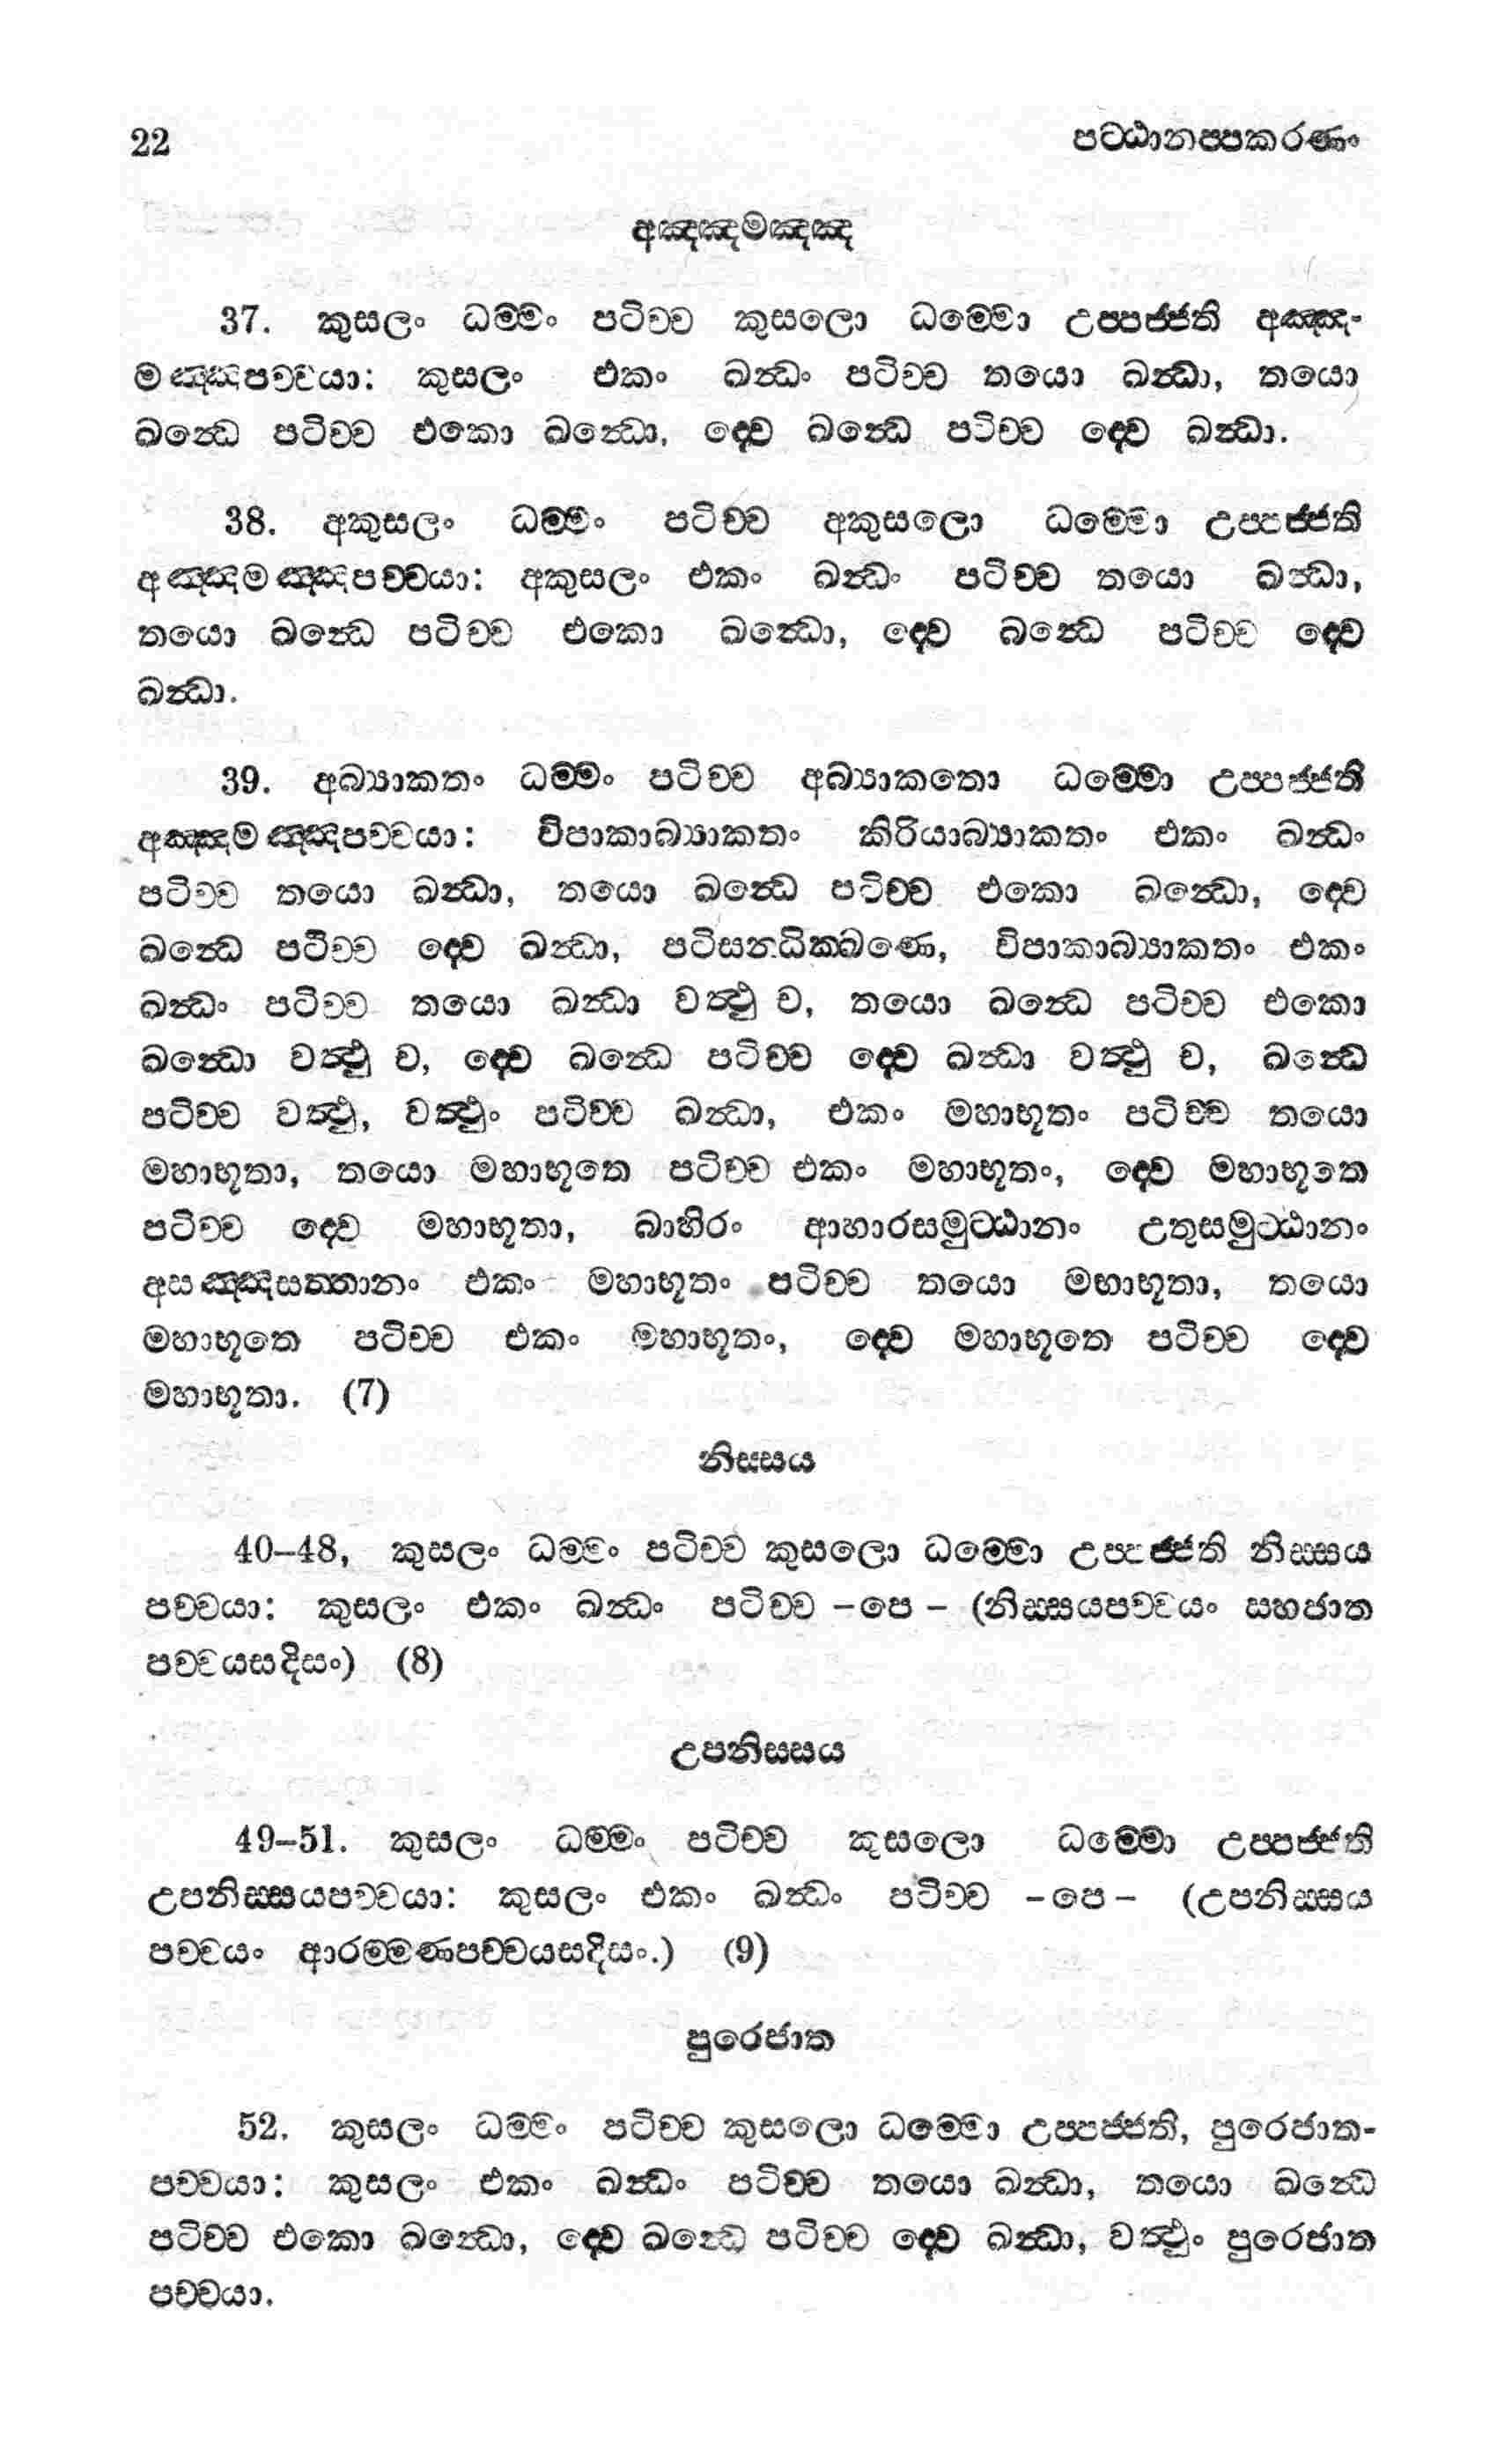 22 පට්ඨානප්පකරණං
අඤ්ඤමඤ්ඤ
37. කුසලං ධම්මං පටිච්ච කුසලො ධම්මො උප්පජ්ජති අඤ්ඤ-
මඤ්ඤපච්චයා: කුසලං එකං ඛන්ධං පටිච්ච තයො ඛන්ධා, තයො
ඛන්ධෙ පටිච්ච එකො ඛන්ධො, ද්වෙ ඛන්ධෙ පටිච්ච ද්වෙ ඛන්ධා.
38. අකුසලං ධම්මං පටිච්ච අකුසලො ධම්මො උප්පජ්ජති
අඤ්ඤමඤ්ඤපච්චයා: අකුසලං එකං ඛන්ධං පටිච්ච තයො ඛන්ධා,
තයො ඛන්ධෙ පටිච්ච එකො ඛන්ධො, ද්වෙ ඛන්ධෙ පටිච්ච ද්වෙ
ඛන්ධා.
39. අබ්‍යාකතං ධම්මං පටිච්ච අබ්‍යාකතො ධම්මො උප්පජ්ජති
අඤ්ඤමඤ්ඤපච්චයා: විපාකාබ්‍යාකතං කිරියාබ්‍යාකතං එකං ඛන්ධං
පටිච්ච තයො ඛන්ධා, තයො ඛන්ධෙ පටිච්ච එකො ඛන්ධො, ද්වෙ
ඛන්ධෙ පටිච්ච ද්වෙ ඛන්ධා, පටිසන්ධික්ඛණෙ, විපාකාබ්‍යාකතං එකං
ඛන්ධං පටිච්ච තයො ඛන්ධා වත්ථු ච, තයො ඛන්ධෙ පටිච්ච එකො
ඛන්ධො වත්ථු ච, ද්වෙ ඛන්ධෙ පටිච්ච ද්වෙ ඛන්ධා වත්ථු ච, ඛන්ධෙ
පටිච්ච වත්ථු, වත්ථුං පටිච්ච ඛන්ධා, එකං මහාභූතං පටිච්ච තයො
මහාභූතා, තයො මහාභූතෙ පටිච්ච එකං මහාභූතං, ද්වෙ මහාභූතෙ
පටිච්ච ද්වෙ මහාභූතා, බාහිරං ආහාරසමුට්ඨානං උතුසමුට්ඨානං
අසඤ්ඤසත්තානං එකං මහාභූතං පටිච්ච තයො මහාභූතා, තයො
මහාභූතෙ පටිච්ච එකං මහාභූතං, ද්වෙ මහාභූතෙ පටිච්ච ද්වෙ
මහාභූතා. (7)
නිස්සය
40–48, කුසලං ධම්මං පටිච්ච කුසලො ධම්මො උප්පජ්ජති නිස්සය
පච්චයා: කුසලං එකං ඛන්ධං පටිච්ච –පෙ– (නිස්සයපච්චයං සහජාත
පච්චයසදිසං) (8)
උපනිස්සය
49–51. කුසලං ධම්මං පටිච්ච කුසලො ධම්මො උප්පජ්ජති
උපනිස්සයපච්චයා: කුසලං එකං ඛන්ධං පටිච්ච –පෙ– (උපනිස්සය
පච්චයං ආරම්මණපච්චයසදිසං.) (9)
පුරෙජාත
52. කුසලං ධම්මං පටිච්ච කුසලො ධම්මො උප්පජ්ජති, පුරෙජාත-
පච්චයා: කුසලං එකං ඛන්ධං පටිච්ච තයො ඛන්ධා, තයො ඛන්ධෙ
පටිච්ච එකො ඛන්ධො, ද්වෙ ඛන්ධෙ පටිච්ච ද්වෙ ඛන්ධා, වත්ථුං පුරෙජාත
පච්චයා.